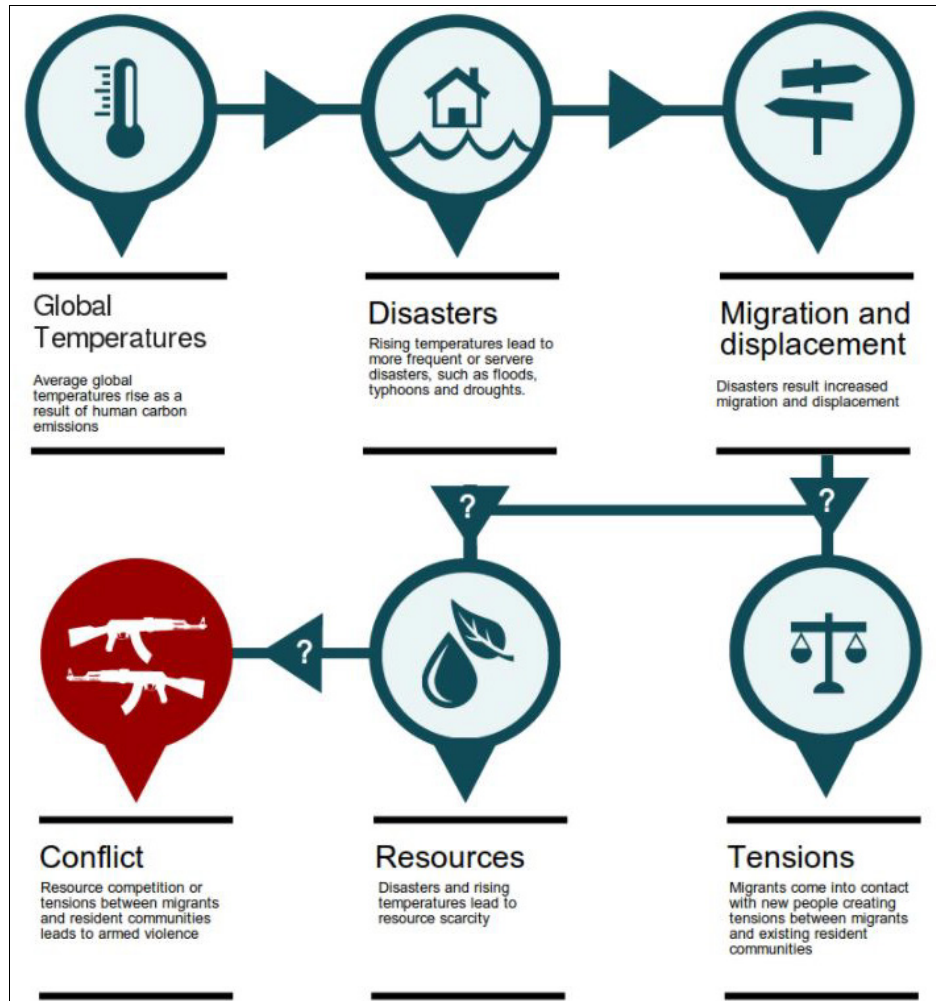 Global
Temperatures
Average global
temperatures rise as a
result of human carbon
emissions
Disasters
Rising temperatures lead to
more frequent or servere
disasters, such as floods,
typhoons and droughts.
Migration and
displacement
Disasters result increased
migration and displacement
?
?
?
Conflict
Resource competition or
tensions between migrants
and resident communities
leads to armed violence
Resources
Disasters and rising
temperatures lead to
resource scarcity
Tensions
Migrants come into contact
with new people creating
tensions between migrants
and existing resident
communities